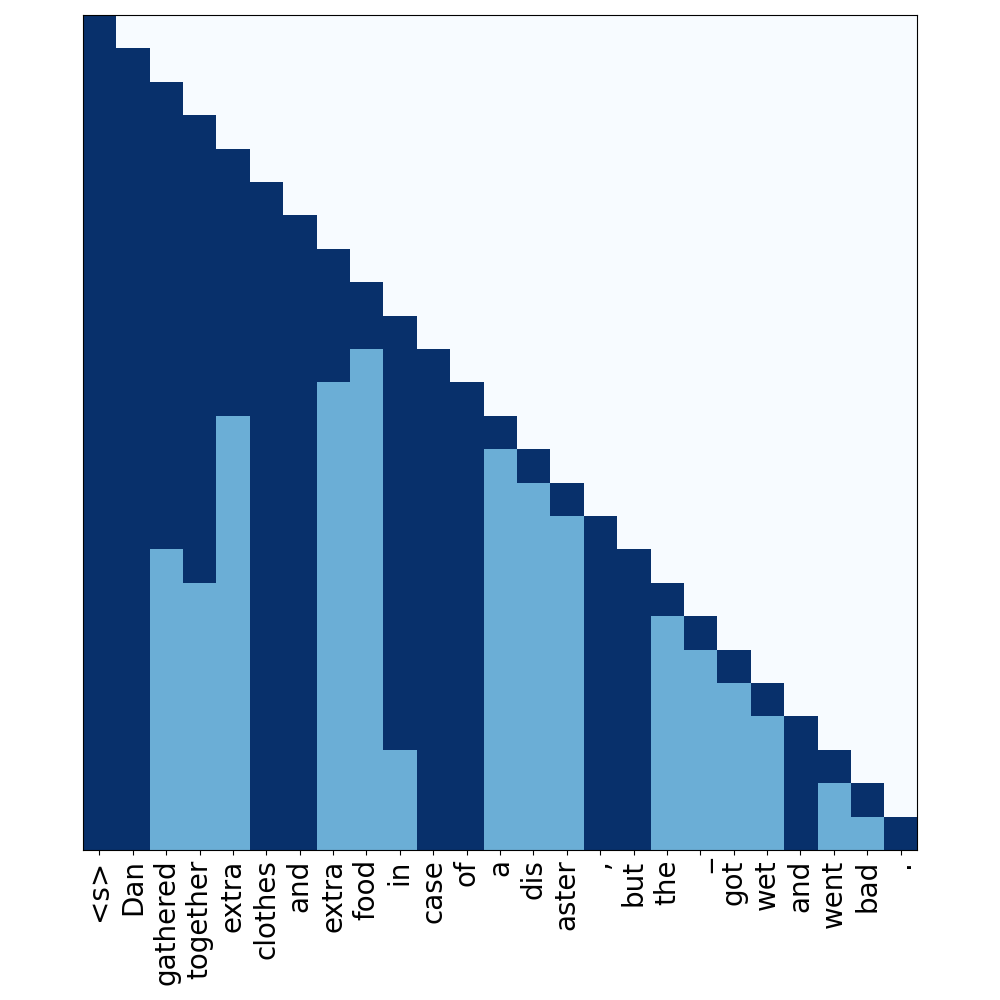 <s> Dan gathered together extra clothes and extra food in case of a dis aster , but the _ got wet and went bad .